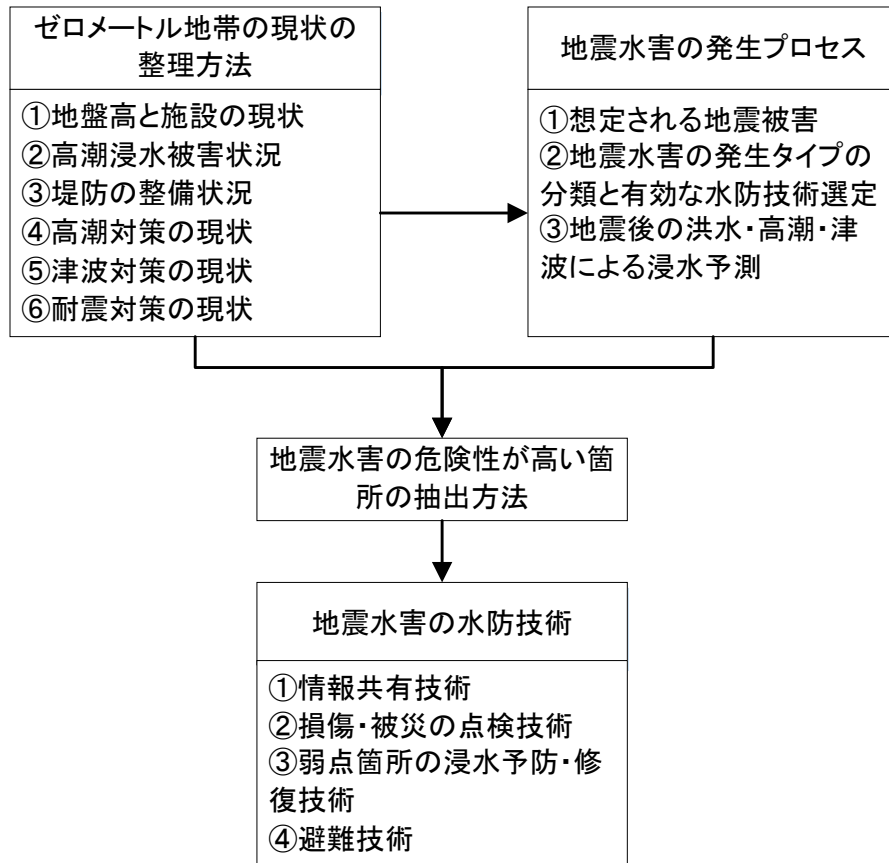 ゼロメートル地帯の現状の
整理方法
①地盤高と施設の現状
②高潮浸水被害状況
③堤防の整備状況
④高潮対策の現状
⑤津波対策の現状
⑥耐震対策の現状
地震水害の発生プロセス
①想定される地震被害
②地震水害の発生タイプの
分類と有効な水防技術選定
③地震後の洪水・高潮・津
波による浸水予測
地震水害の危険性が高い箇
所の抽出方法
地震水害の水防技術
①情報共有技術
②損傷・被災の点検技術
③弱点箇所の浸水予防・修
復技術
④避難技術